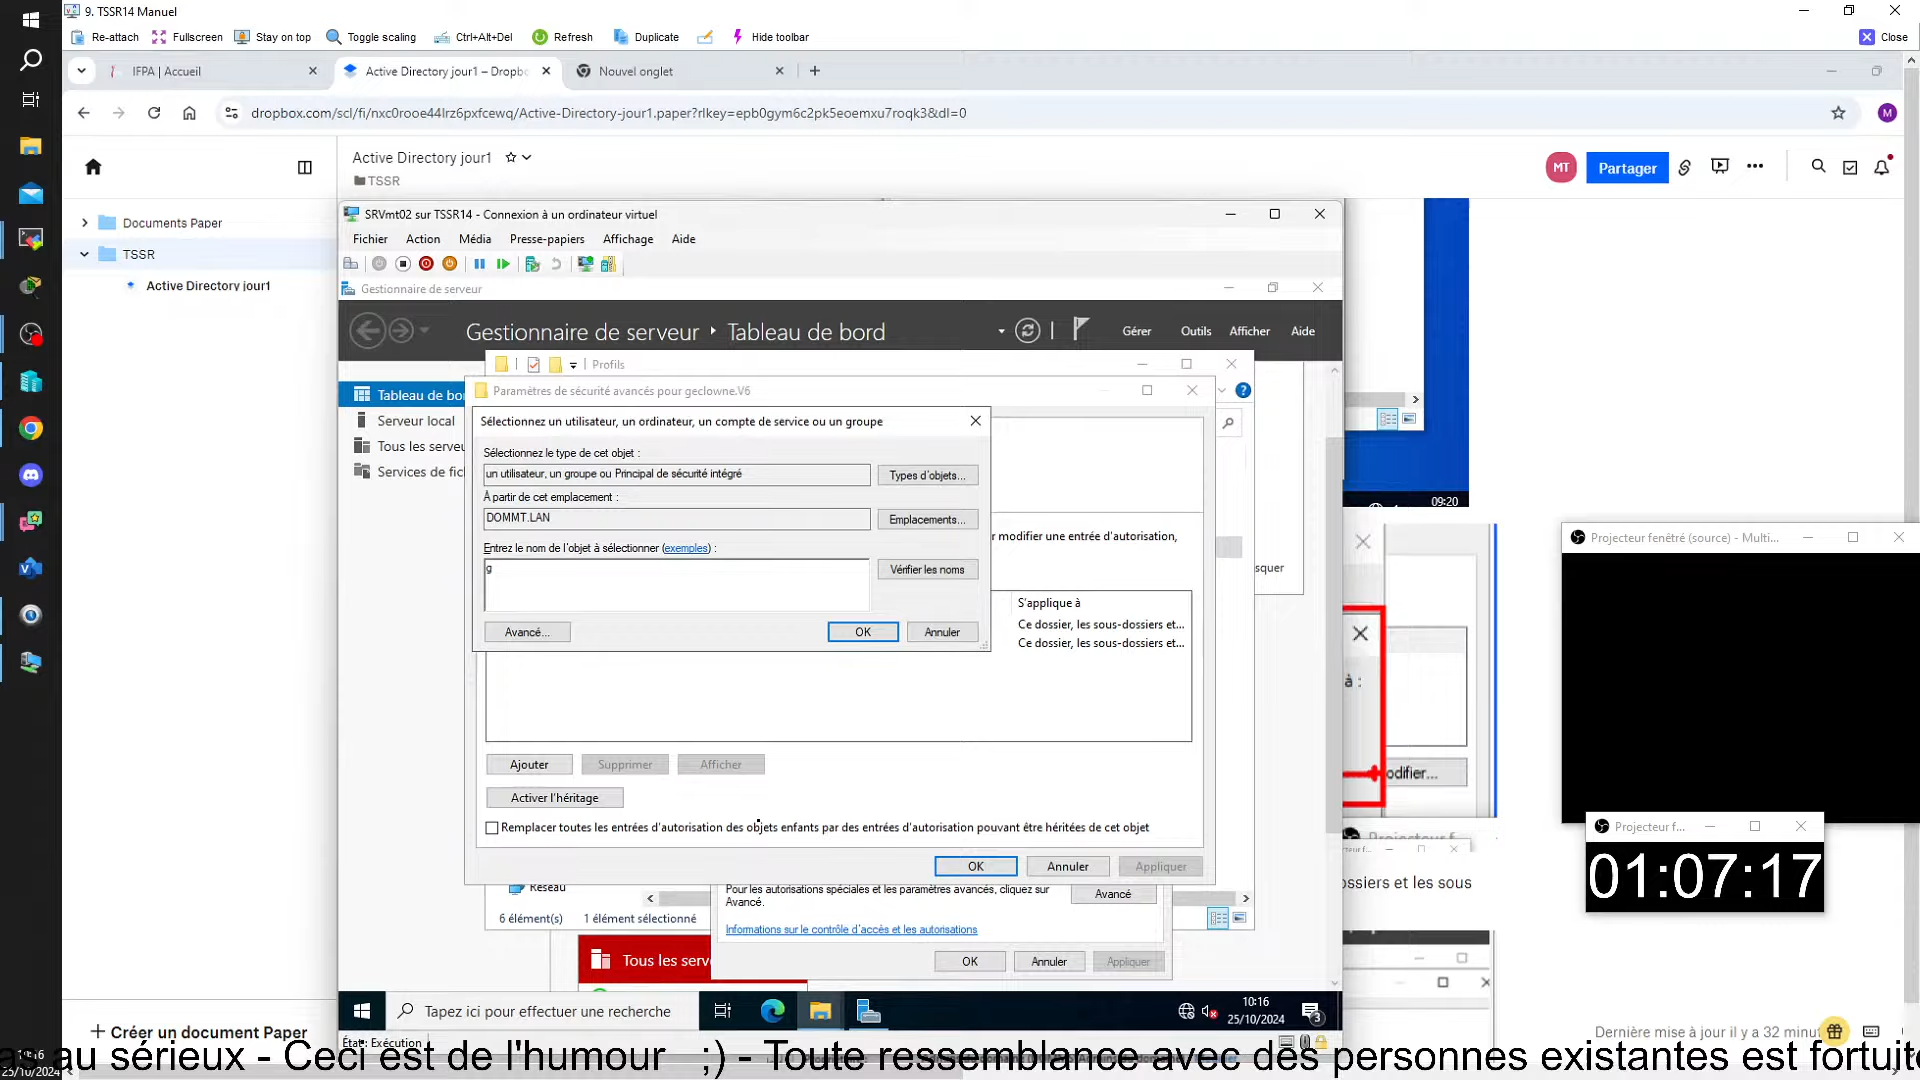 9. TSSR14 Manuel
Re-attach Fullscreen Stay on top Toggle scaling Ctrl+Alt+Del Refresh Duplicate Hide toolbar Close
IFPA | Accueil Active Directory jour1 – Dropbo Nouvel onglet
dropbox.com/scl/fi/nxc0rooe44lrz6pxfcewq/Active-Directory-jour1.paper?rlkey=epb0gym6c2pk5eoemxu7roqk3&dl=0
M
Active Directory jour1
TSSR
MT Partager
Documents Paper
TSSR
Active Directory jour1
SRVmt02 sur TSSR14 - Connexion à un ordinateur virtuel
Fichier Action Média Presse-papiers Affichage Aide
Gestionnaire de serveur
Gestionnaire de serveur Tableau de bord
Gérer Outils Afficher Aide
Profils
Tableau de bor
Serveur local
Tous les serveu
Services de fic
Paramètres de sécurité avancés pour geclowne.V6
Sélectionnez un utilisateur, un ordinateur, un compte de service ou un groupe
Sélectionnez le type de cet objet :
un utilisateur, un groupe ou Principal de sécurité intégré
Types d'objets...
À partir de cet emplacement :
DOMMT.LAN
Emplacements...
Entrez le nom de l'objet à sélectionner (exemples) :
g
Vérifier les noms
Avancé... OK Annuler
r modifier une entrée d'autorisation,
squer
S'applique à
Ce dossier, les sous-dossiers et...
Ce dossier, les sous-dossiers et...
Ajouter Supprimer Afficher
Activer l'héritage
Remplacer toutes les entrées d'autorisation des objets enfants par des entrées d'autorisation pouvant être héritées de cet objet
OK Annuler Appliquer
Réseau
6 élément(s) 1 élément sélectionné
Pour les autorisations spéciales et les paramètres avancés, cliquez sur
Avancé.
Avancé
Informations sur le contrôle d'accès et les autorisations
OK Annuler Appliquer
Tous les serv
Tapez ici pour effectuer une recherche
10:16
25/10/2024
3
État: Exécution
09:20
à :
odifier...
ossiers et les sous
Projecteur fenêtré (source) - Multi...
Projecteur f...
01:07:17
Créer un document Paper
Dernière mise à jour il y a 32 minut
as au sérieux - Ceci est de l'humour ;) - Toute ressemblance avec des personnes existantes est fortuite
10:16
25/10/2024